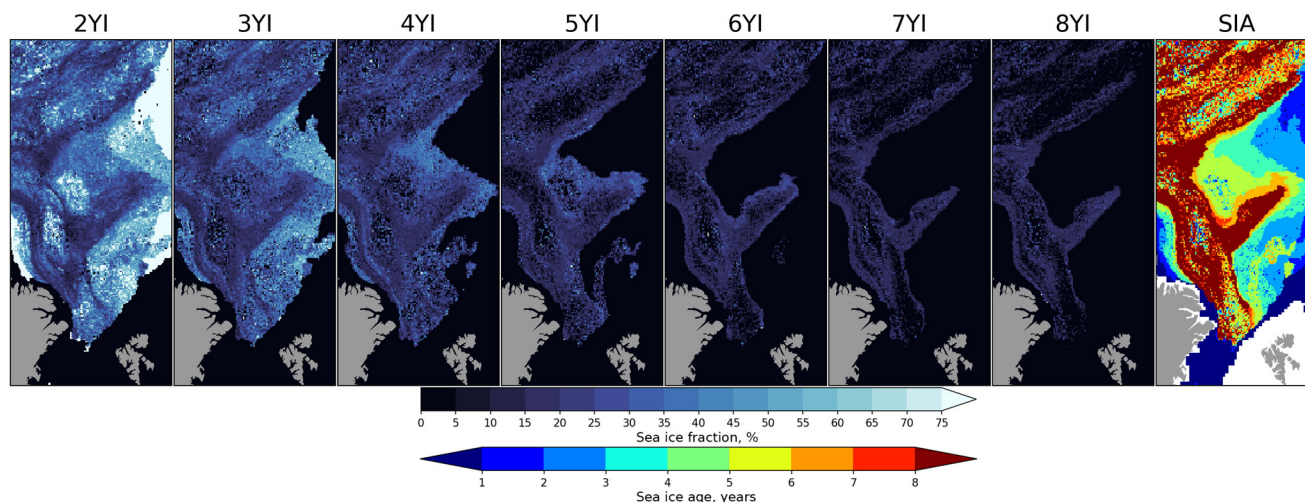 2YI 3YI 4YI 5YI 6YI 7YI 8YI SIA
0 5 10 15 20 25 30 35 40 45 50 55 60 65 70 75
Sea ice fraction, %
1 2 3 4 5 6 7 8
Sea ice age, years